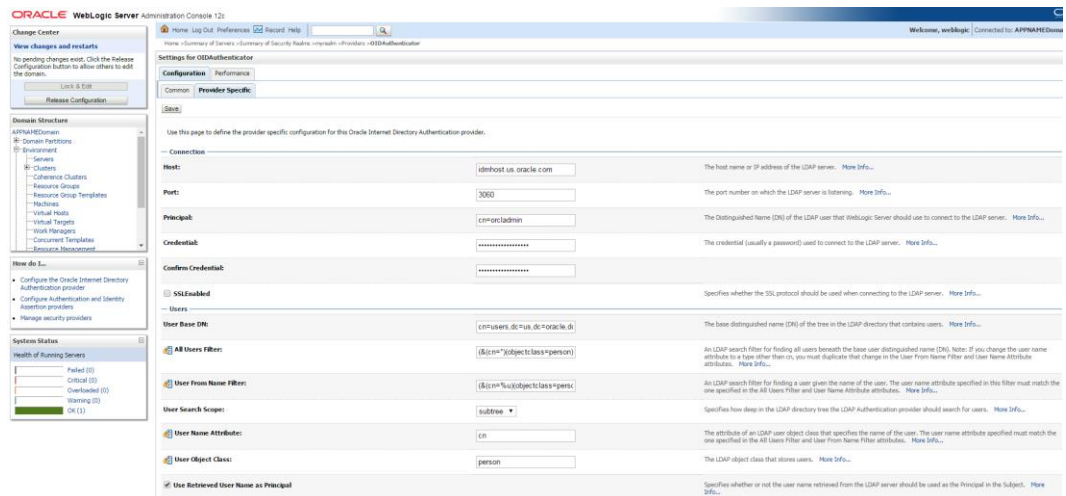 ORACLE WebLogic Server Administration Console 12c
Change Center
View changes and restarts
No pending changes exist. Click the Release
Configuration button to allow others to edit
the domain.
Lock & Edit
Release Configuration
Domain Structure
APPNAMEDomain
Domain Partitions
Environment
Servers
Clusters
Coherence Clusters
Resource Groups
Resource Group Templates
Machines
Virtual Hosts
Virtual Targets
Work Managers
Concurrent Templates
Resource Management
How do I...
Configure the Oracle Internet Directory
Authentication provider
Configure Authentication and Identity
Assertion providers
Manage security providers
System Status
Health of Running Servers
Failed (0)
Critical (0)
Overloaded (0)
Warning (0)
OK (1)
Home Log Out Preferences Record Help
Welcome, weblogic Connected to: APPNAMEDoma
Home >Summary of Servers >Summary of Security Realms >myrealm >Providers >OIDAuthenticator
Settings for OIDAuthenticator
Configuration Performance
Common Provider Specific
Save
Use this page to define the provider specific configuration for this Oracle Internet Directory Authentication provider.
Connection
Host: idmhost.us.oracle.com The host name or IP address of the LDAP server. More Info...
Port: 3060 The port number on which the LDAP server is listening. More Info...
Principal: cn=orcladmin The Distinguished Name (DN) of the LDAP user that WebLogic Server should use to connect to the LDAP server. More Info...
Credential: •••••••••••••••••• The credential (usually a password) used to connect to the LDAP server. More Info...
Confirm Credential: ••••••••••••••••••
SSLEnabled Specifies whether the SSL protocol should be used when connecting to the LDAP server. More Info...
Users
User Base DN: cn=users,dc=us,dc=oracle,dc The base distinguished name (DN) of the tree in the LDAP directory that contains users. More Info...
All Users Filter: (&(cn=*)(objectclass=person) An LDAP search filter for finding all users beneath the base user distinguished name (DN). Note: If you change the user name
attribute to a type other than cn, you must duplicate that change in the User From Name Filter and User Name Attribute
attributes. More Info...
User From Name Filter: (&(cn=%u)(objectclass=perso An LDAP search filter for finding a user given the name of the user. The user name attribute specified in this filter must match the
one specified in the All Users Filter and User Name Attribute attributes. More Info...
User Search Scope: subtree Specifies how deep in the LDAP directory tree the LDAP Authentication provider should search for users. More Info...
User Name Attribute: cn The attribute of an LDAP user object class that specifies the name of the user. The user name attribute specified must match the
one specified in the All Users Filter and User From Name Filter attributes. More Info...
User Object Class: person The LDAP object class that stores users. More Info...
Use Retrieved User Name as Principal Specifies whether or not the user name retrieved from the LDAP server should be used as the Principal in the Subject. More
Info...